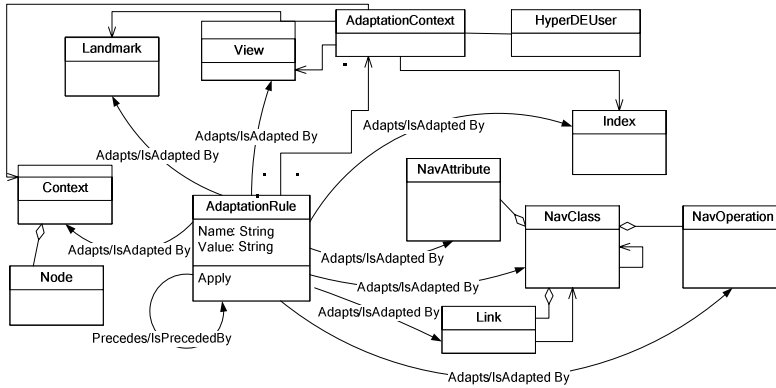 AdaptationContext
HyperDEUser
Landmark
View
Index
Adapts/IsAdapted By
Adapts/IsAdapted By
Adapts/IsAdapted By
NavAttribute
Context
AdaptationRule
Name: String
Value: String
Apply
NavClass
NavOperation
Adapts/IsAdapted By
Adapts/IsAdapted By
Node
Adapts/IsAdapted By
Adapts/IsAdapted By
Link
Precedes/IsPrecededBy
Adapts/IsAdapted By